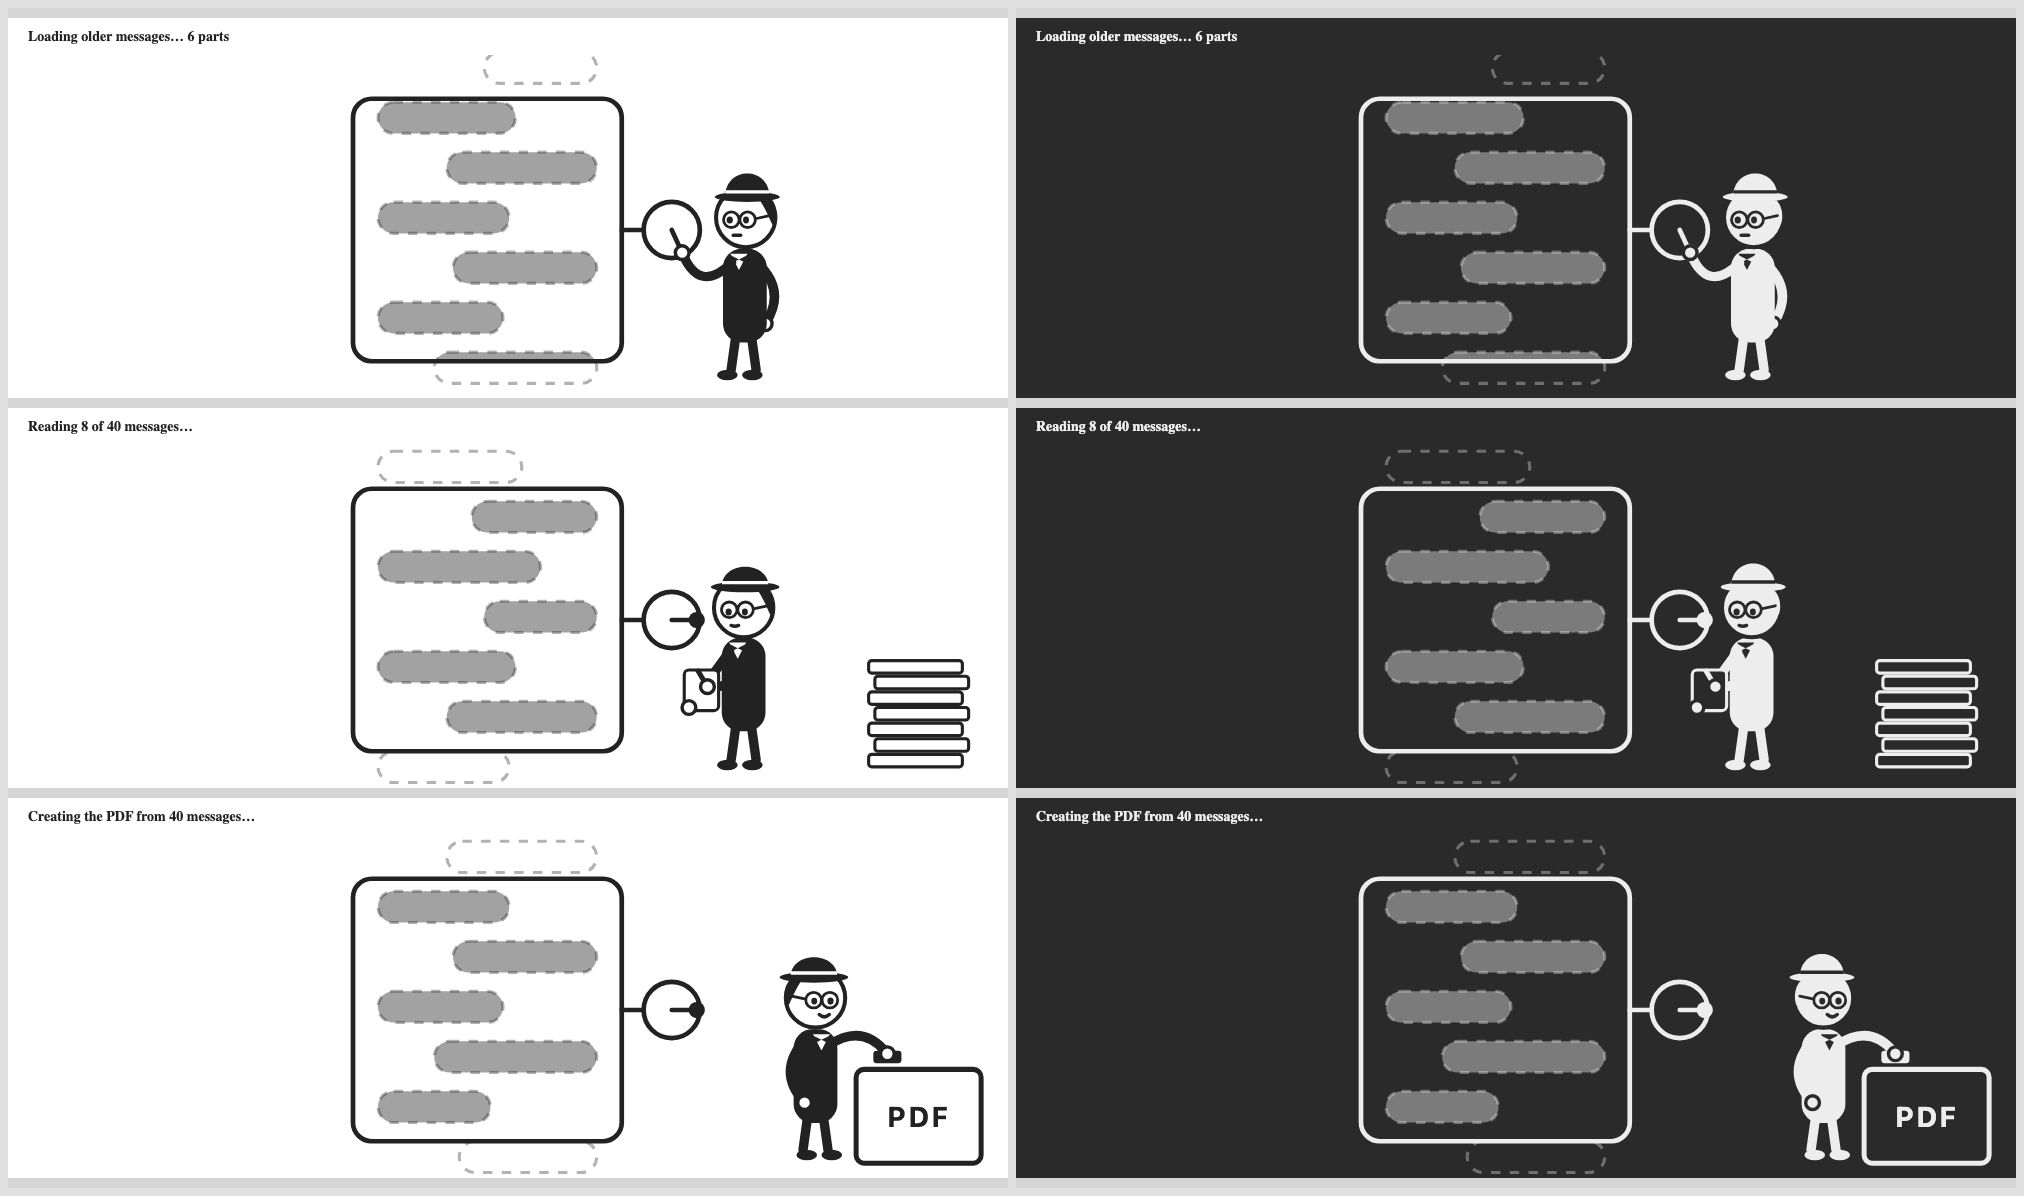 Loading older messages… 6 parts
Loading older messages… 6 parts
Reading 8 of 40 messages…
Reading 8 of 40 messages…
Creating the PDF from 40 messages…
PDF
Creating the PDF from 40 messages…
PDF